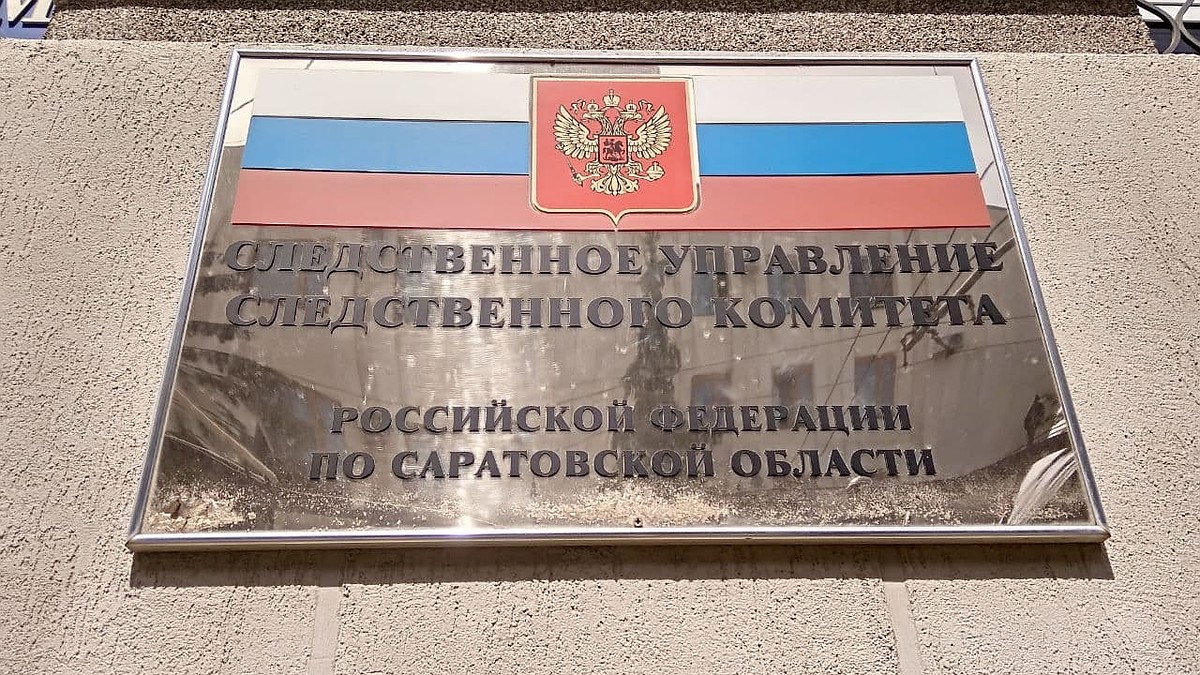 СЛЕДСТВЕННОЕ УПРАВЛЕНИЕ
СЛЕДСТВЕННОГО КОМИТЕТА
РОССИЙСКОЙ ФЕДЕРАЦИИ
ПО САРАТОВСКОЙ ОБЛАСТИ